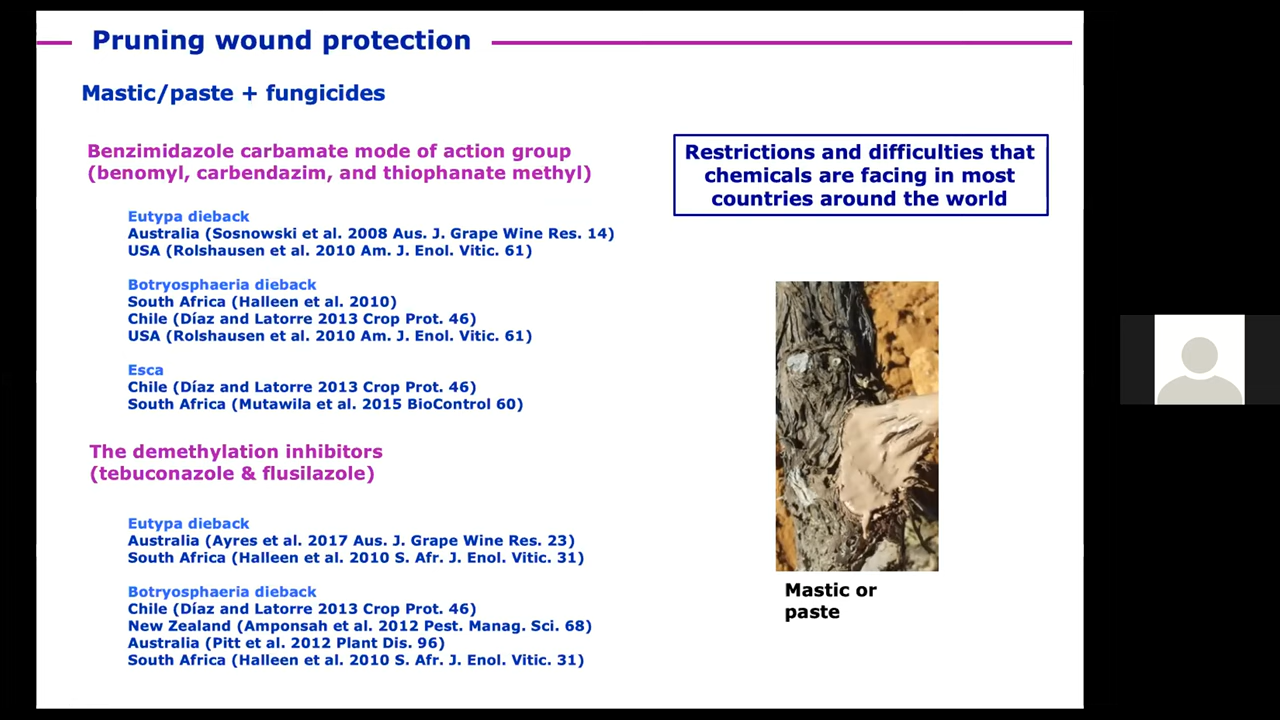 Pruning wound protection
Mastic/paste + fungicides
Benzimidazole carbamate mode of action group
(benomyl, carbendazim, and thiophanate methyl)
Eutypa dieback
Australia (Sosnowski et al. 2008 Aus. J. Grape Wine Res. 14)
USA (Rolshausen et al. 2010 Am. J. Enol. Vitic. 61)
Botryosphaeria dieback
South Africa (Halleen et al. 2010)
Chile (Díaz and Latorre 2013 Crop Prot. 46)
USA (Rolshausen et al. 2010 Am. J. Enol. Vitic. 61)
Esca
Chile (Díaz and Latorre 2013 Crop Prot. 46)
South Africa (Mutawila et al. 2015 BioControl 60)
The demethylation inhibitors
(tebuconazole & flusilazole)
Eutypa dieback
Australia (Ayres et al. 2017 Aus. J. Grape Wine Res. 23)
South Africa (Halleen et al. 2010 S. Afr. J. Enol. Vitic. 31)
Botryosphaeria dieback
Chile (Díaz and Latorre 2013 Crop Prot. 46)
New Zealand (Amponsah et al. 2012 Pest. Manag. Sci. 68)
Australia (Pitt et al. 2012 Plant Dis. 96)
South Africa (Halleen et al. 2010 S. Afr. J. Enol. Vitic. 31)
Restrictions and difficulties that
chemicals are facing in most
countries around the world
Mastic or
paste